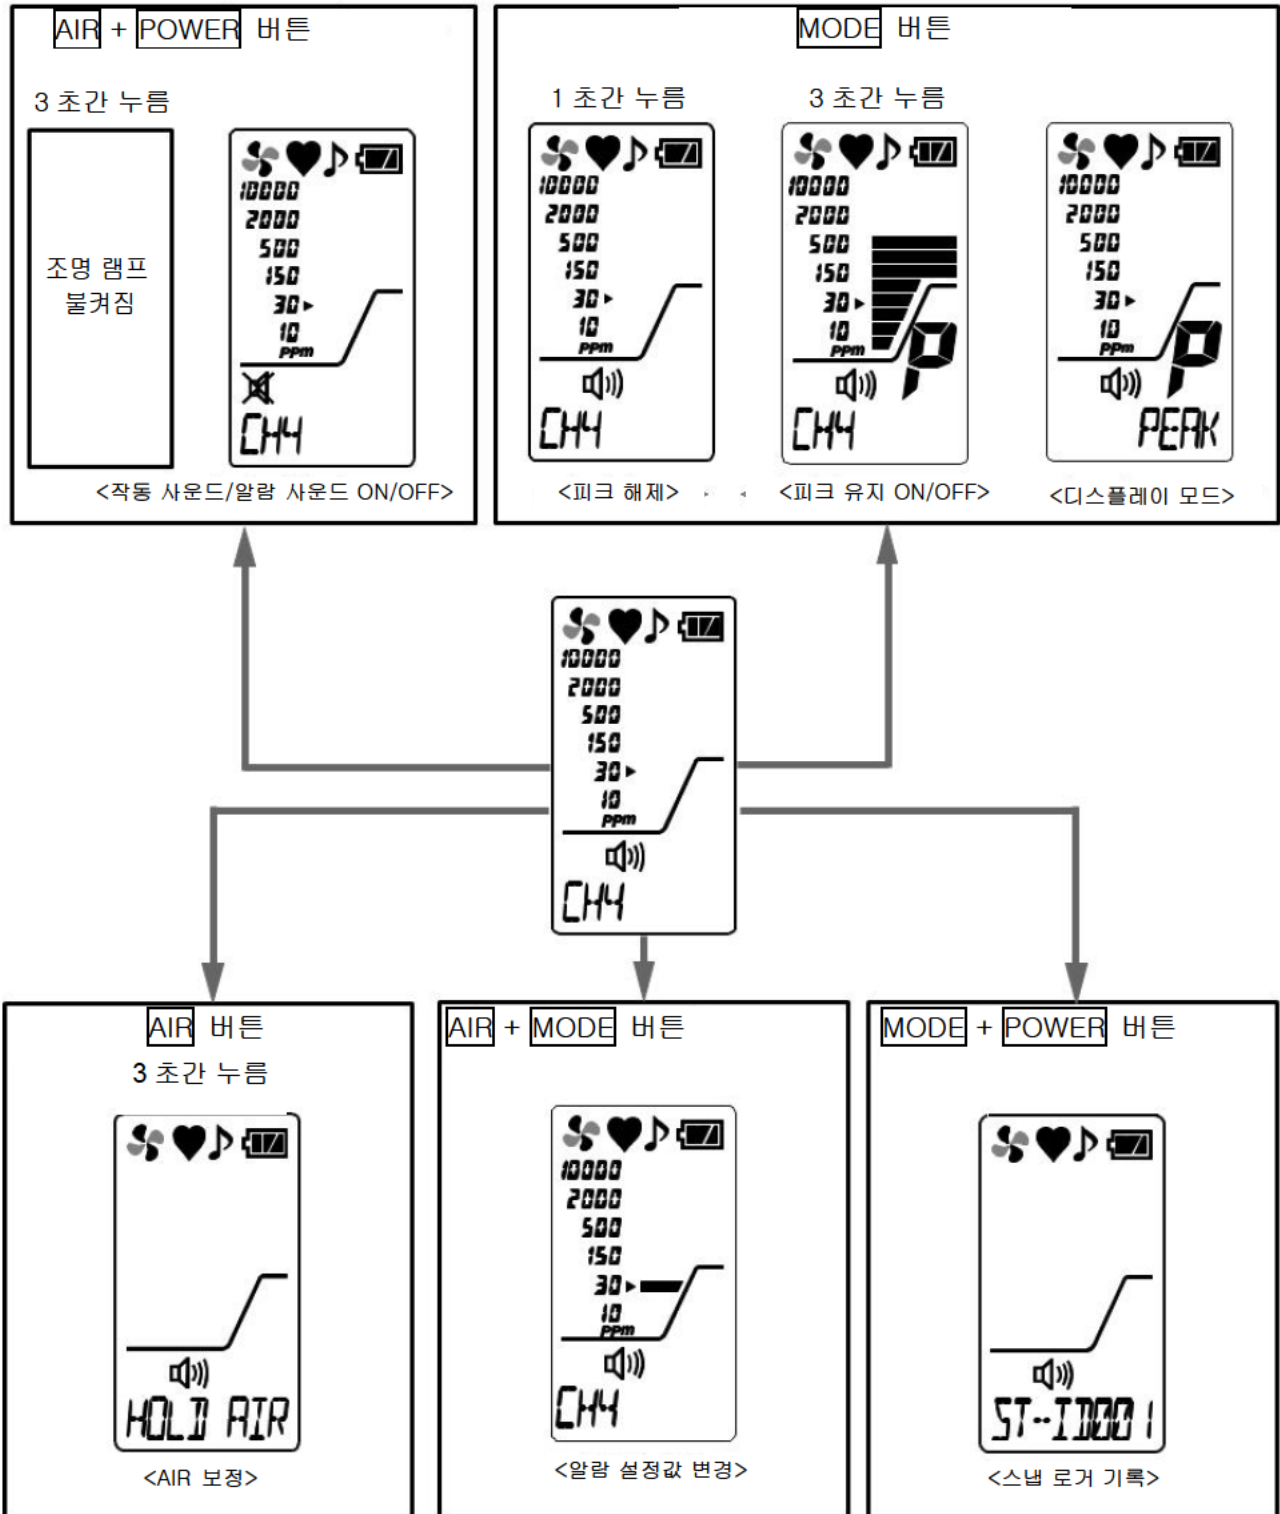 AIR + POWER 버튼
3 초간 누름
조명 램프
불켜짐
10000
2000
500
150
30
10
PPm
CH4
<작동 사운드/알람 사운드 ON/OFF>
MODE 버튼
1 초간 누름
10000
2000
500
150
30
10
PPm
CH4
<피크 해제>
3 초간 누름
10000
2000
500
150
30
10
PPm
P
CH4
<피크 유지 ON/OFF>
10000
2000
500
150
30
10
PPm
P
PEAK
<디스플레이 모드>
10000
2000
500
150
30
10
PPm
CH4
AIR 버튼
3 초간 누름
HOLD AIR
<AIR 보정>
AIR + MODE 버튼
10000
2000
500
150
30
10
PPm
CH4
<알람 설정값 변경>
MODE + POWER 버튼
ST--ID001
<스냅 로거 기록>